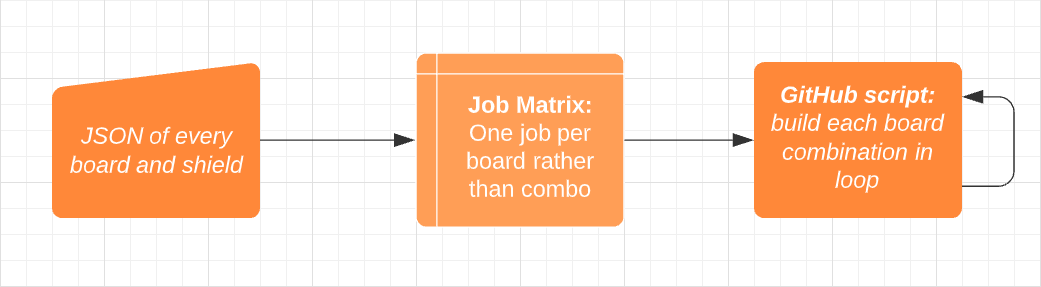 JSON of every
board and shield
Job Matrix:
One job per
board rather
than combo
GitHub script:
build each board
combination in
loop